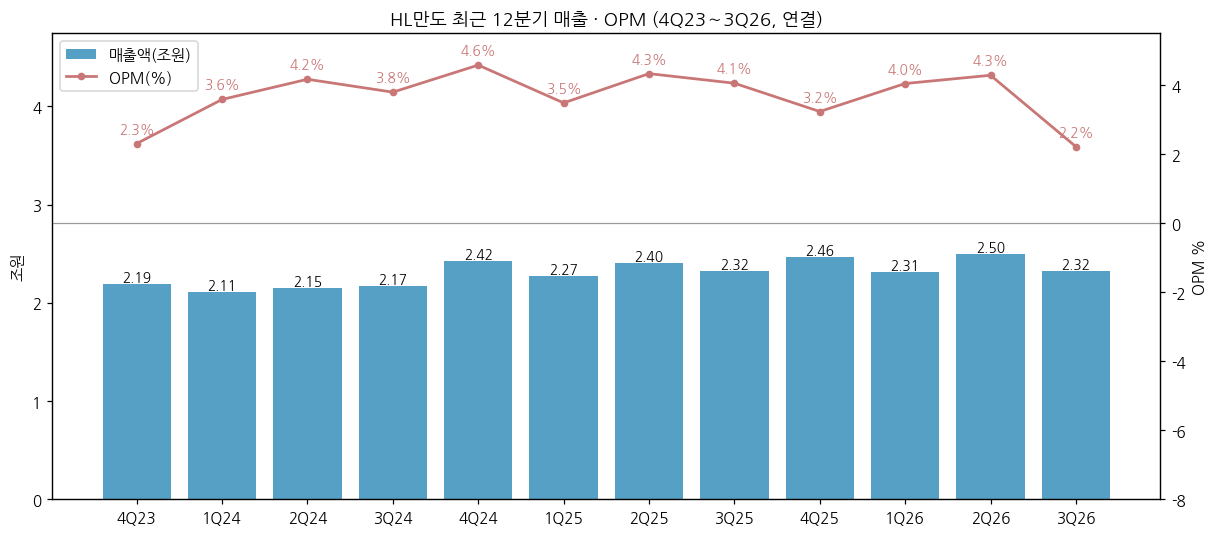 HL만도 최근 12분기 매출 · OPM (4Q23~3Q26, 연결)
매출액(조원)
OPM(%)
2.3% 3.6% 4.2% 3.8% 4.6% 3.5% 4.3% 4.1% 3.2% 4.0% 4.3% 2.2%
2.19 2.11 2.15 2.17 2.42 2.27 2.40 2.32 2.46 2.31 2.50 2.32
조원
4
3
2
1
0
OPM %
4
2
0
-2
-4
-6
-8
4Q23 1Q24 2Q24 3Q24 4Q24 1Q25 2Q25 3Q25 4Q25 1Q26 2Q26 3Q26